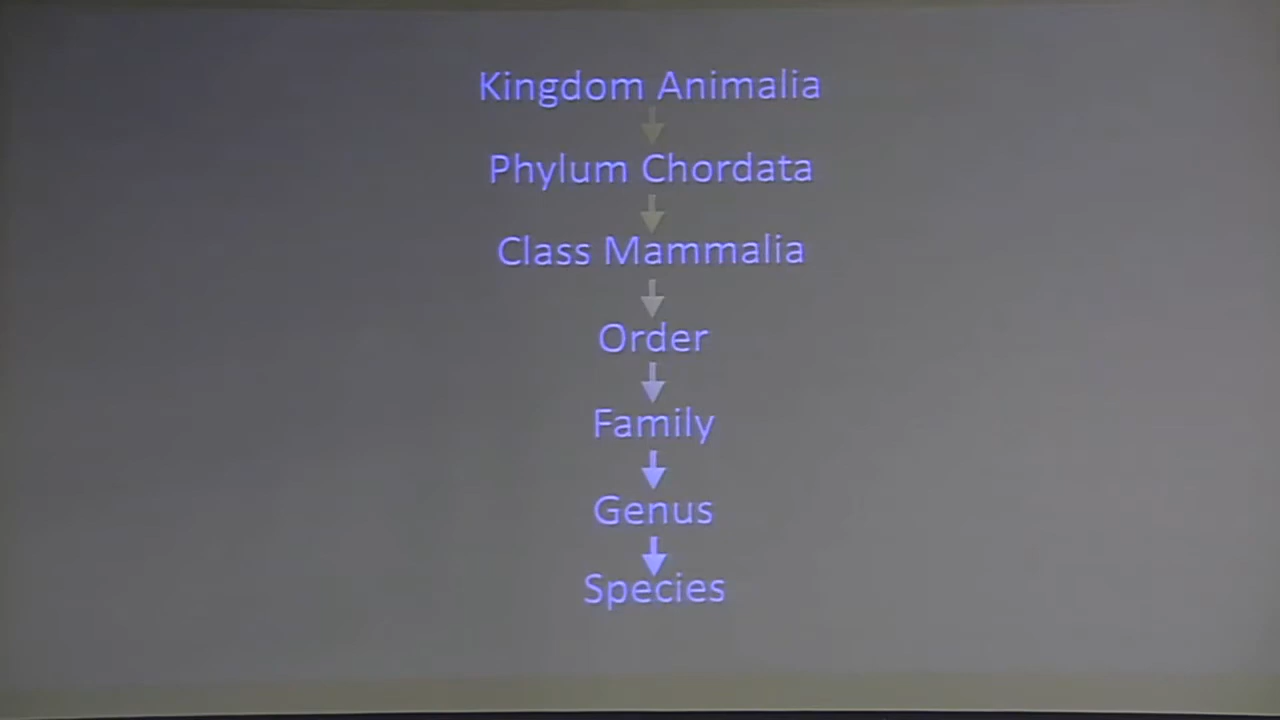 Kingdom Animalia
Phylum Chordata
Class Mammalia
Order
Family
Genus
Species